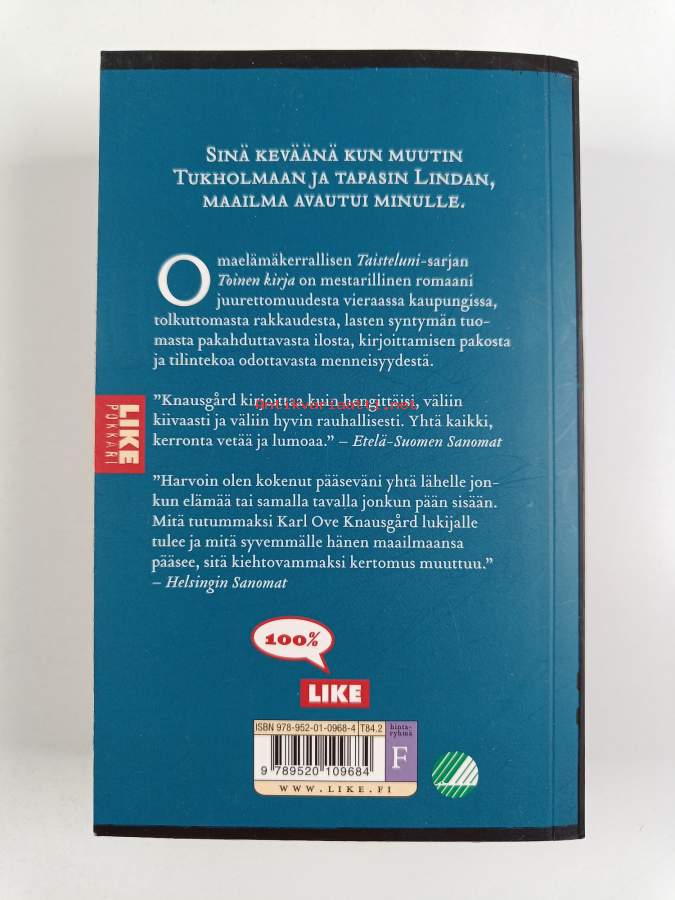 SINÄ KEVÄÄNÄ KUN MUUTIN
TUKHOLMAAN JA TAPASIN LINDAN,
MAAILMA AVAUTUI MINULLE.
Omaelämäkerrallisen Taisteluni-sarjan
Toinen kirja on mestarillinen romaani
juurettomuudesta vieraassa kaupungissa,
tolkuttomasta rakkaudesta, lasten syntymän tuo-
masta pakahduttavasta ilosta, kirjoittamisen pakosta
ja tilintekoa odottavasta menneisyydestä.
”Knausgård kirjoittaa kuin hengittäisi, väliin
antikvariaatti.net
kiivaasti ja väliin hyvin rauhallisesti. Yhtä kaikki,
kerronta vetää ja lumoaa.” – Etelä-Suomen Sanomat
LIKE
POKKARI
”Harvoin olen kokenut pääseväni yhtä lähelle jon-
kun elämää tai samalla tavalla jonkun pään sisään.
Mitä tutummaksi Karl Ove Knausgård lukijalle
tulee ja mitä syvemmälle hänen maailmaansa
pääsee, sitä kiehtovammaksi kertomus muuttuu.”
– Helsingin Sanomat
100%
LIKE
ISBN 978-952-01-0968-4 T84.2
hinta-
ryhmä
F
9 789520 109684
WWW.LIKE.FI